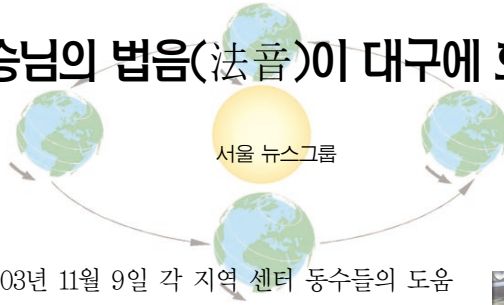 승님의 법음(法音)이 대구에
서울 뉴스그룹
03년 11월 9일 각 지역 센터 동수들의 도움